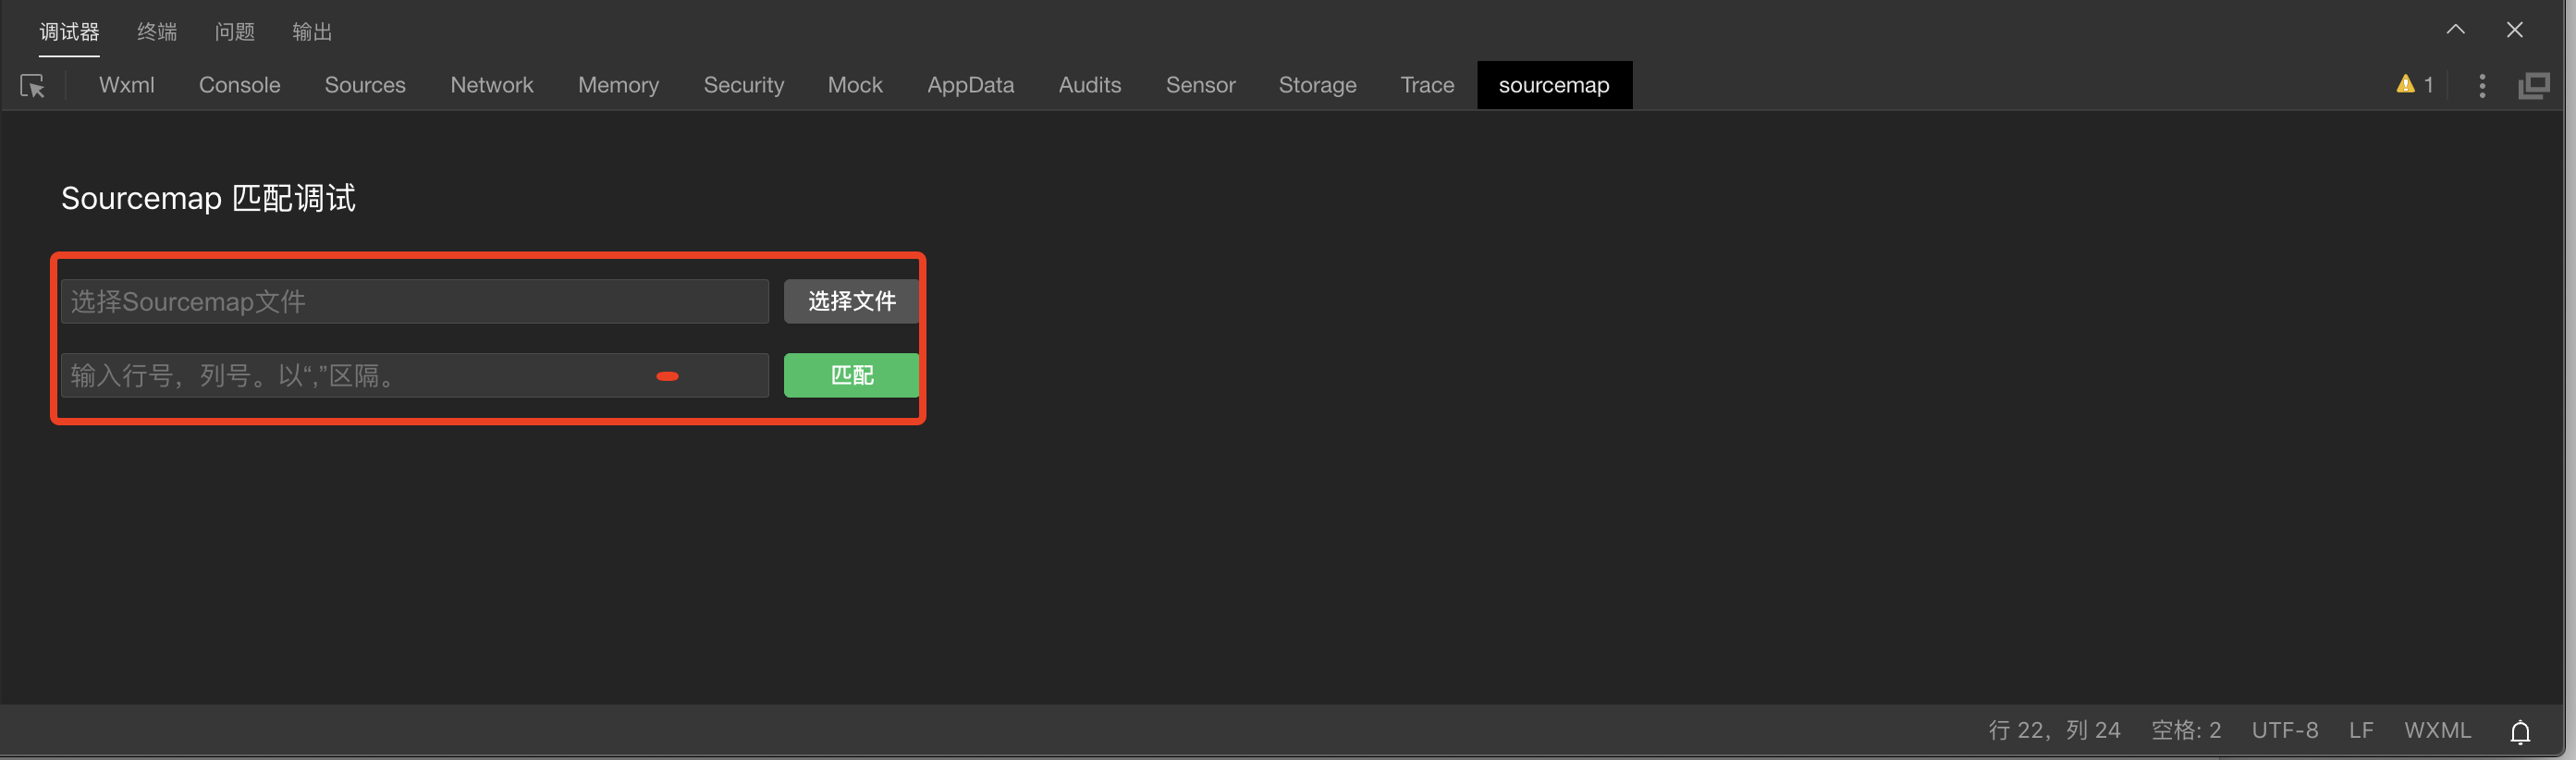 调试器 终端 问题 输出
Wxml Console Sources Network Memory Security Mock AppData Audits Sensor Storage Trace sourcemap 1
Sourcemap 匹配调试
选择Sourcemap文件 选择文件
输入行号，列号。以“,”区隔。 匹配
行 22，列 24 空格: 2 UTF-8 LF WXML